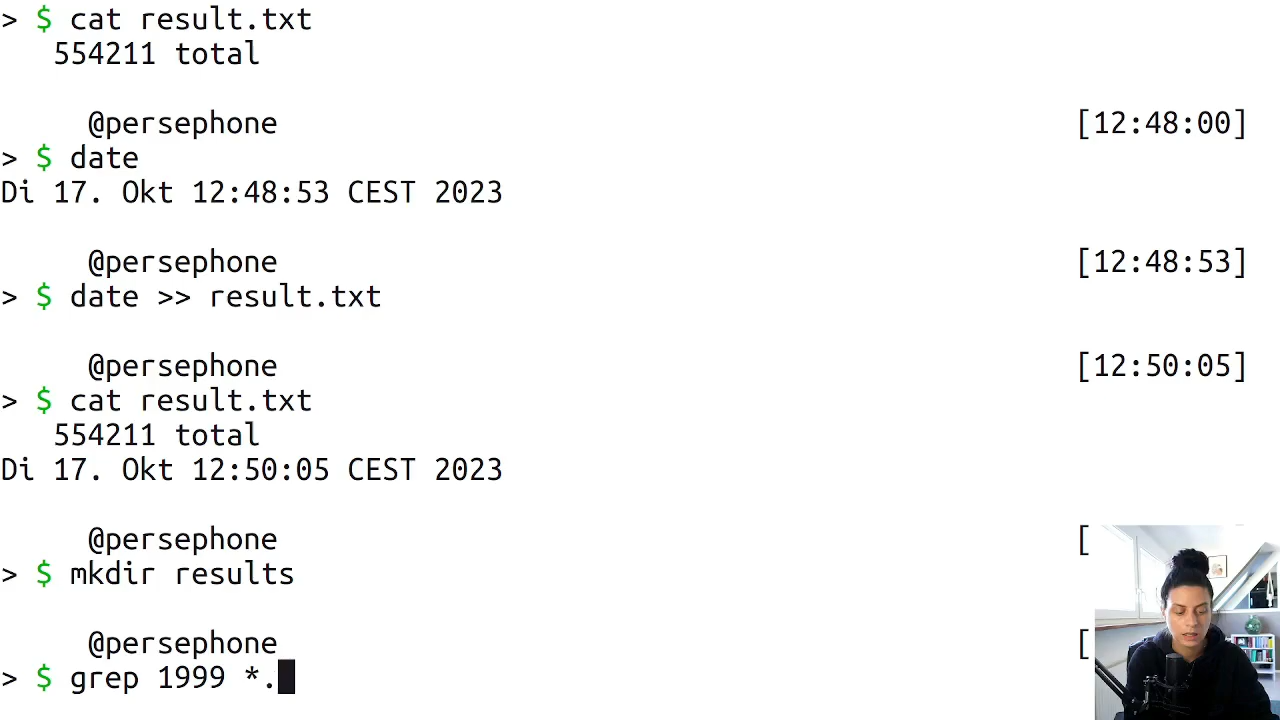 > $ cat result.txt
554211 total
@persephone [12:48:00]
> $ date
Di 17. Okt 12:48:53 CEST 2023
@persephone [12:48:53]
> $ date >> result.txt
@persephone [12:50:05]
> $ cat result.txt
554211 total
Di 17. Okt 12:50:05 CEST 2023
@persephone [
> $ mkdir results
@persephone [
> $ grep 1999 *.